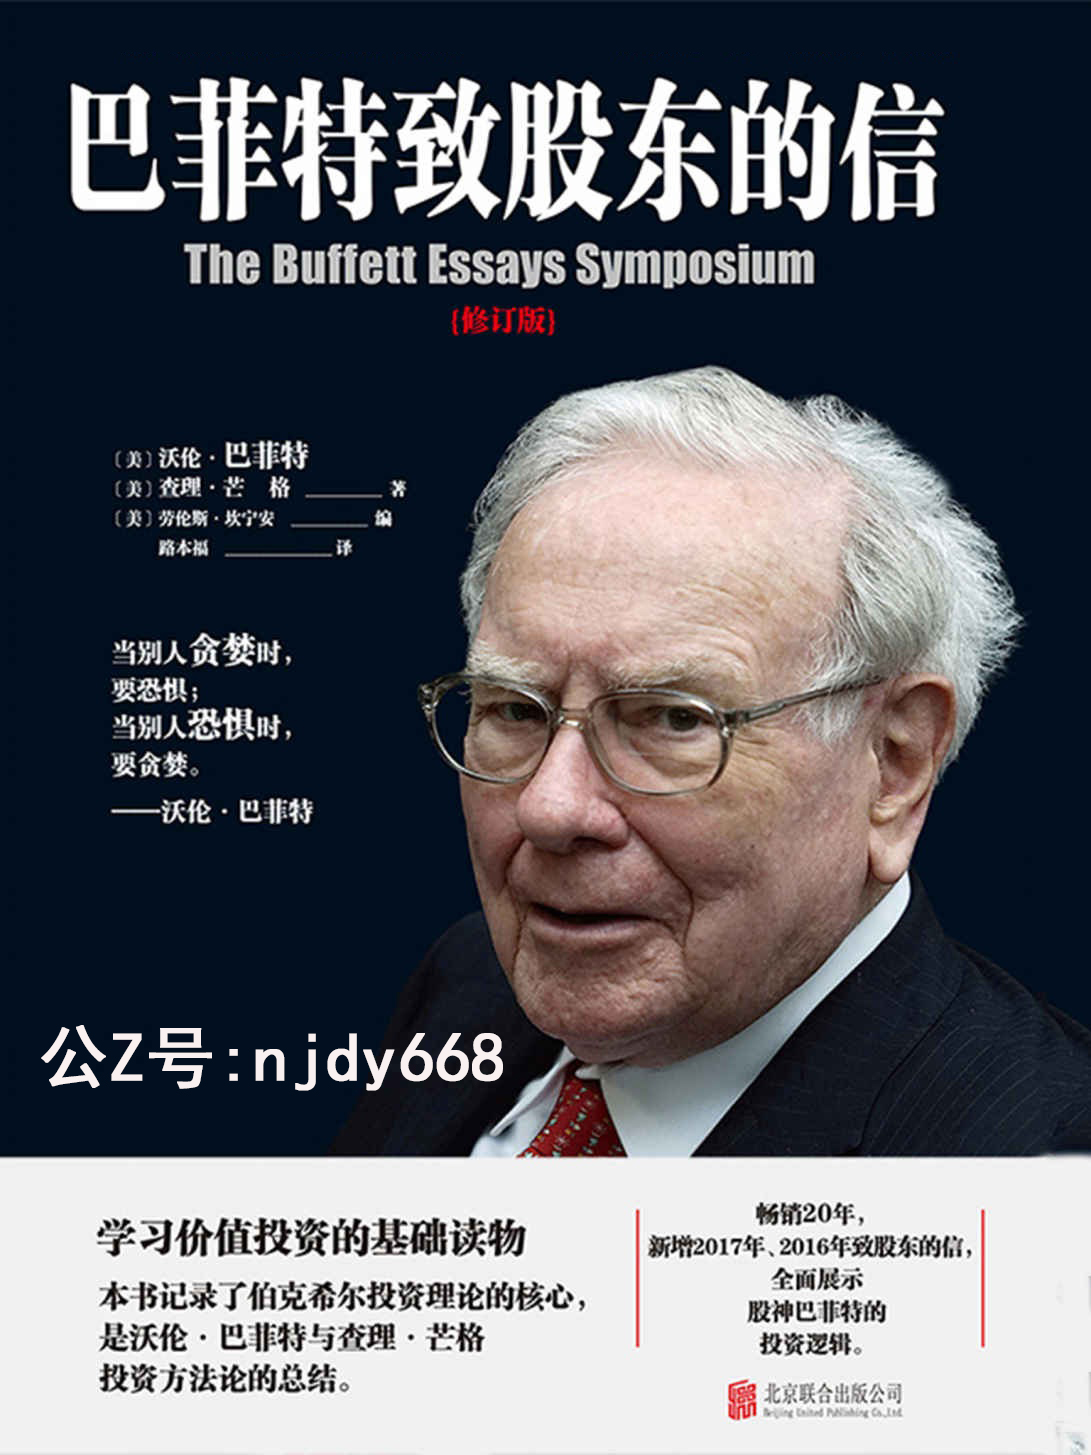 巴菲特致股东的信
The Buffett Essays Symposium
{修订版}
〔美〕沃伦·巴菲特
〔美〕查理·芒 格 ______ 著
〔美〕劳伦斯·坎宁安 ______ 编
路本福 ______ 译
当别人贪婪时，
要恐惧；
当别人恐惧时，
要贪婪。
——沃伦·巴菲特
公Z号:njdy668
学习价值投资的基础读物
本书记录了伯克希尔投资理论的核心，
是沃伦·巴菲特与查理·芒格
投资方法论的总结。
畅销20年，
新增2017年、2016年致股东的信，
全面展示
股神巴菲特的
投资逻辑。
北京联合出版公司
Beijing United Publishing Co.,Ltd.